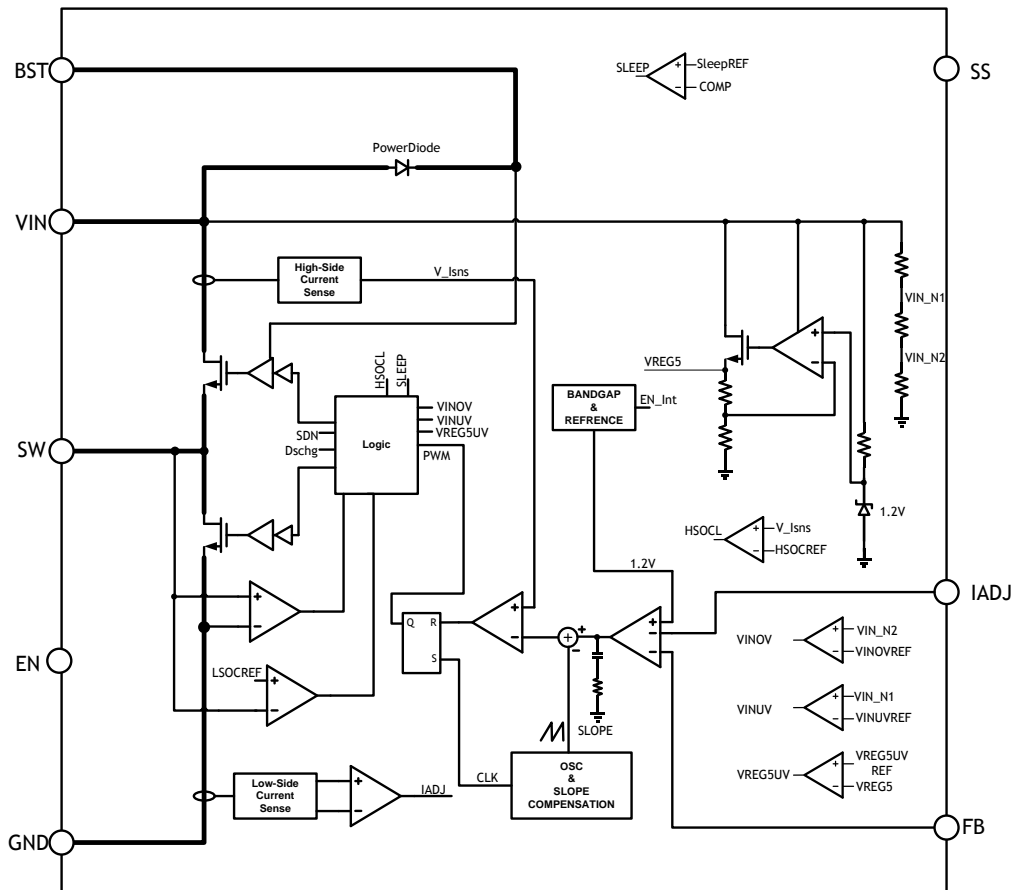 BST
SS
SLEEP
+
SleepREF
-
COMP
PowerDiode
VIN
High-Side
Current
Sense
V_Isns
VIN_N1
VIN_N2
+
-
VREG5
HSOCL
SLEEP
BANDGAP
&
REFRENCE
EN_Int
VINOV
VINUV
VREG5UV
PWM
SDN
Dschg
Logic
SW
1.2V
HSOCL
+
V_Isns
-
HSOCREF
1.2V
IADJ
+
-
Q
R
S
+
-
+
-
+
-
-
VINOV
+
VIN_N2
-
VINOVREF
EN
LSOCREF
+
-
VINUV
+
VIN_N1
-
VINUVREF
SLOPE
CLK
OSC
&
SLOPE
COMPENSATION
VREG5UV
+
VREG5UV
REF
-
VREG5
Low-Side
Current
Sense
+
-
IADJ
FB
GND